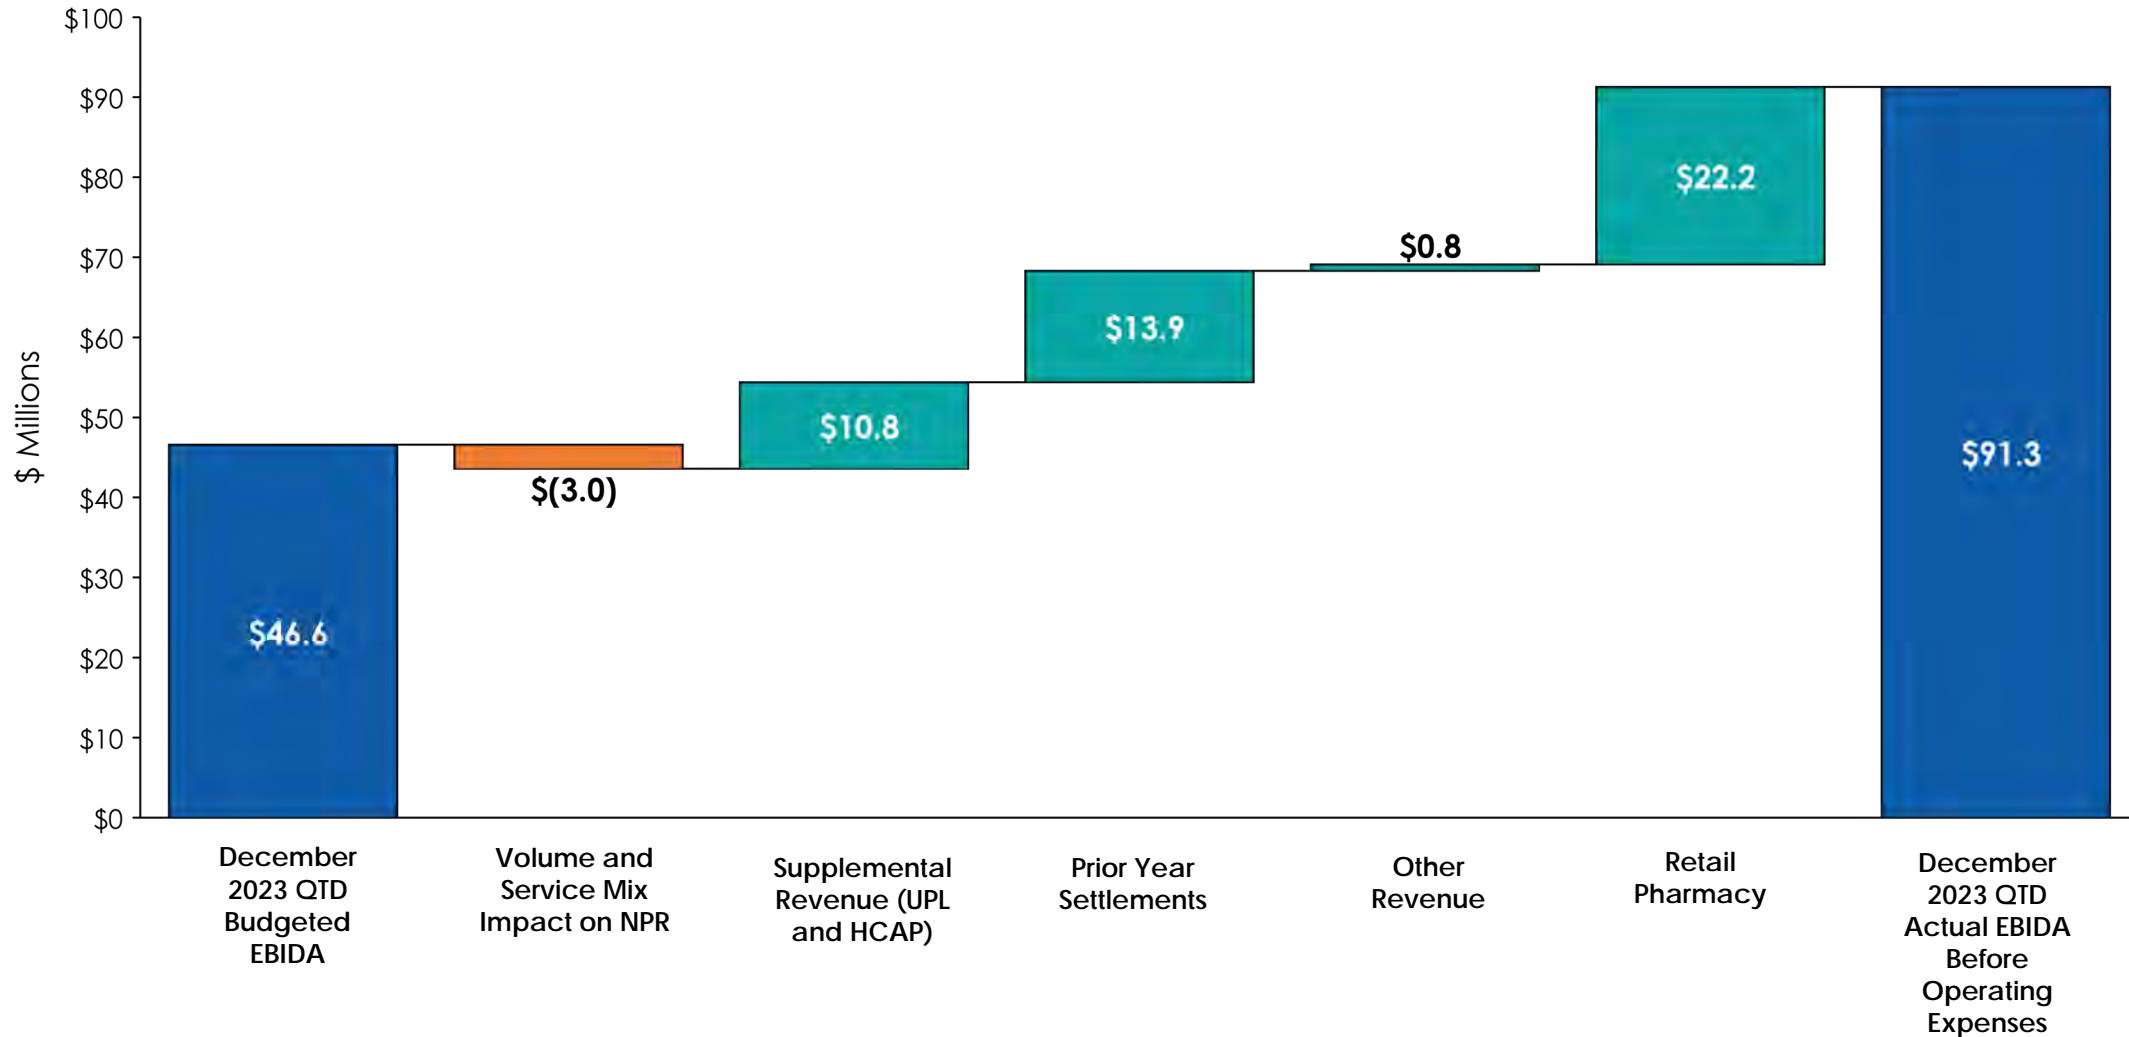 $100
$90
$80
$70
$60
$50
$40
$30
$20
$10
$0
$ Millions
$46.6
$(3.0)
$10.8
$13.9
$0.8
$22.2
$91.3
December
2023 QTD
Budgeted
EBIDA
Volume and
Service Mix
Impact on NPR
Supplemental
Revenue (UPL
and HCAP)
Prior Year
Settlements
Other
Revenue
Retail
Pharmacy
December
2023 QTD
Actual EBIDA
Before
Operating
Expenses